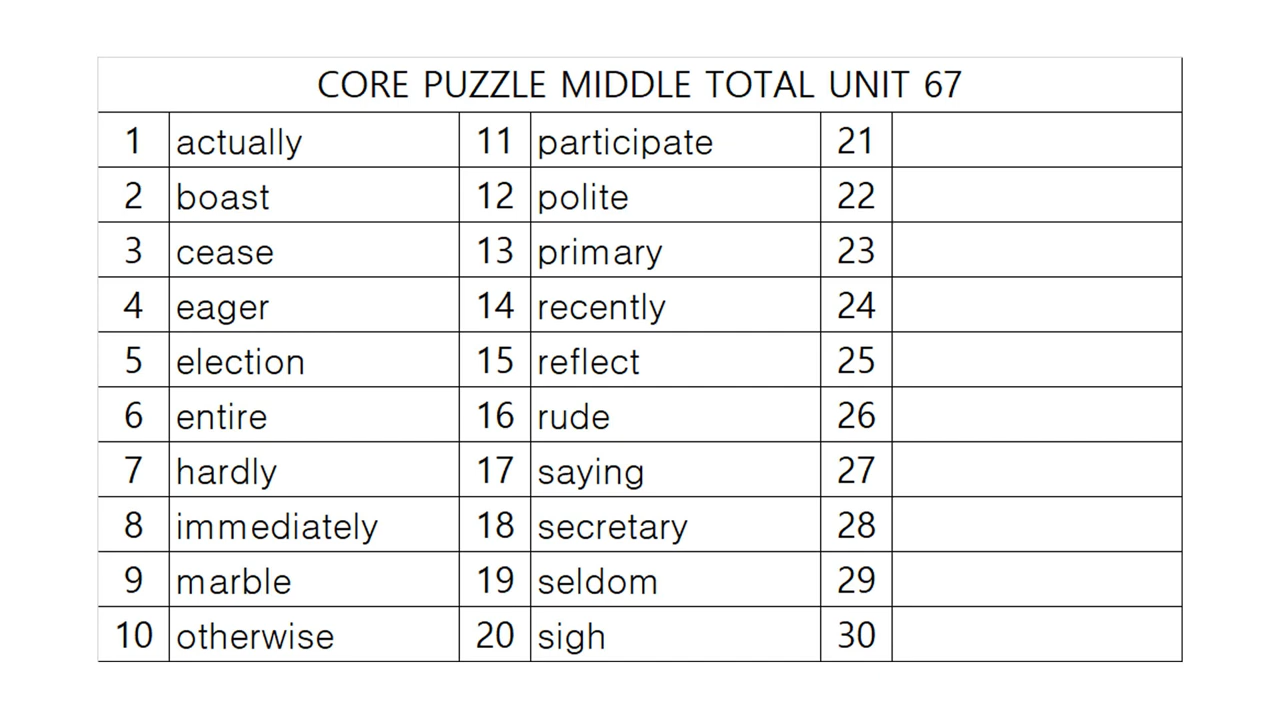 CORE PUZZLE MIDDLE TOTAL UNIT 67
1 actually 11 participate 21
2 boast 12 polite 22
3 cease 13 primary 23
4 eager 14 recently 24
5 election 15 reflect 25
6 entire 16 rude 26
7 hardly 17 saying 27
8 immediately 18 secretary 28
9 marble 19 seldom 29
10 otherwise 20 sigh 30